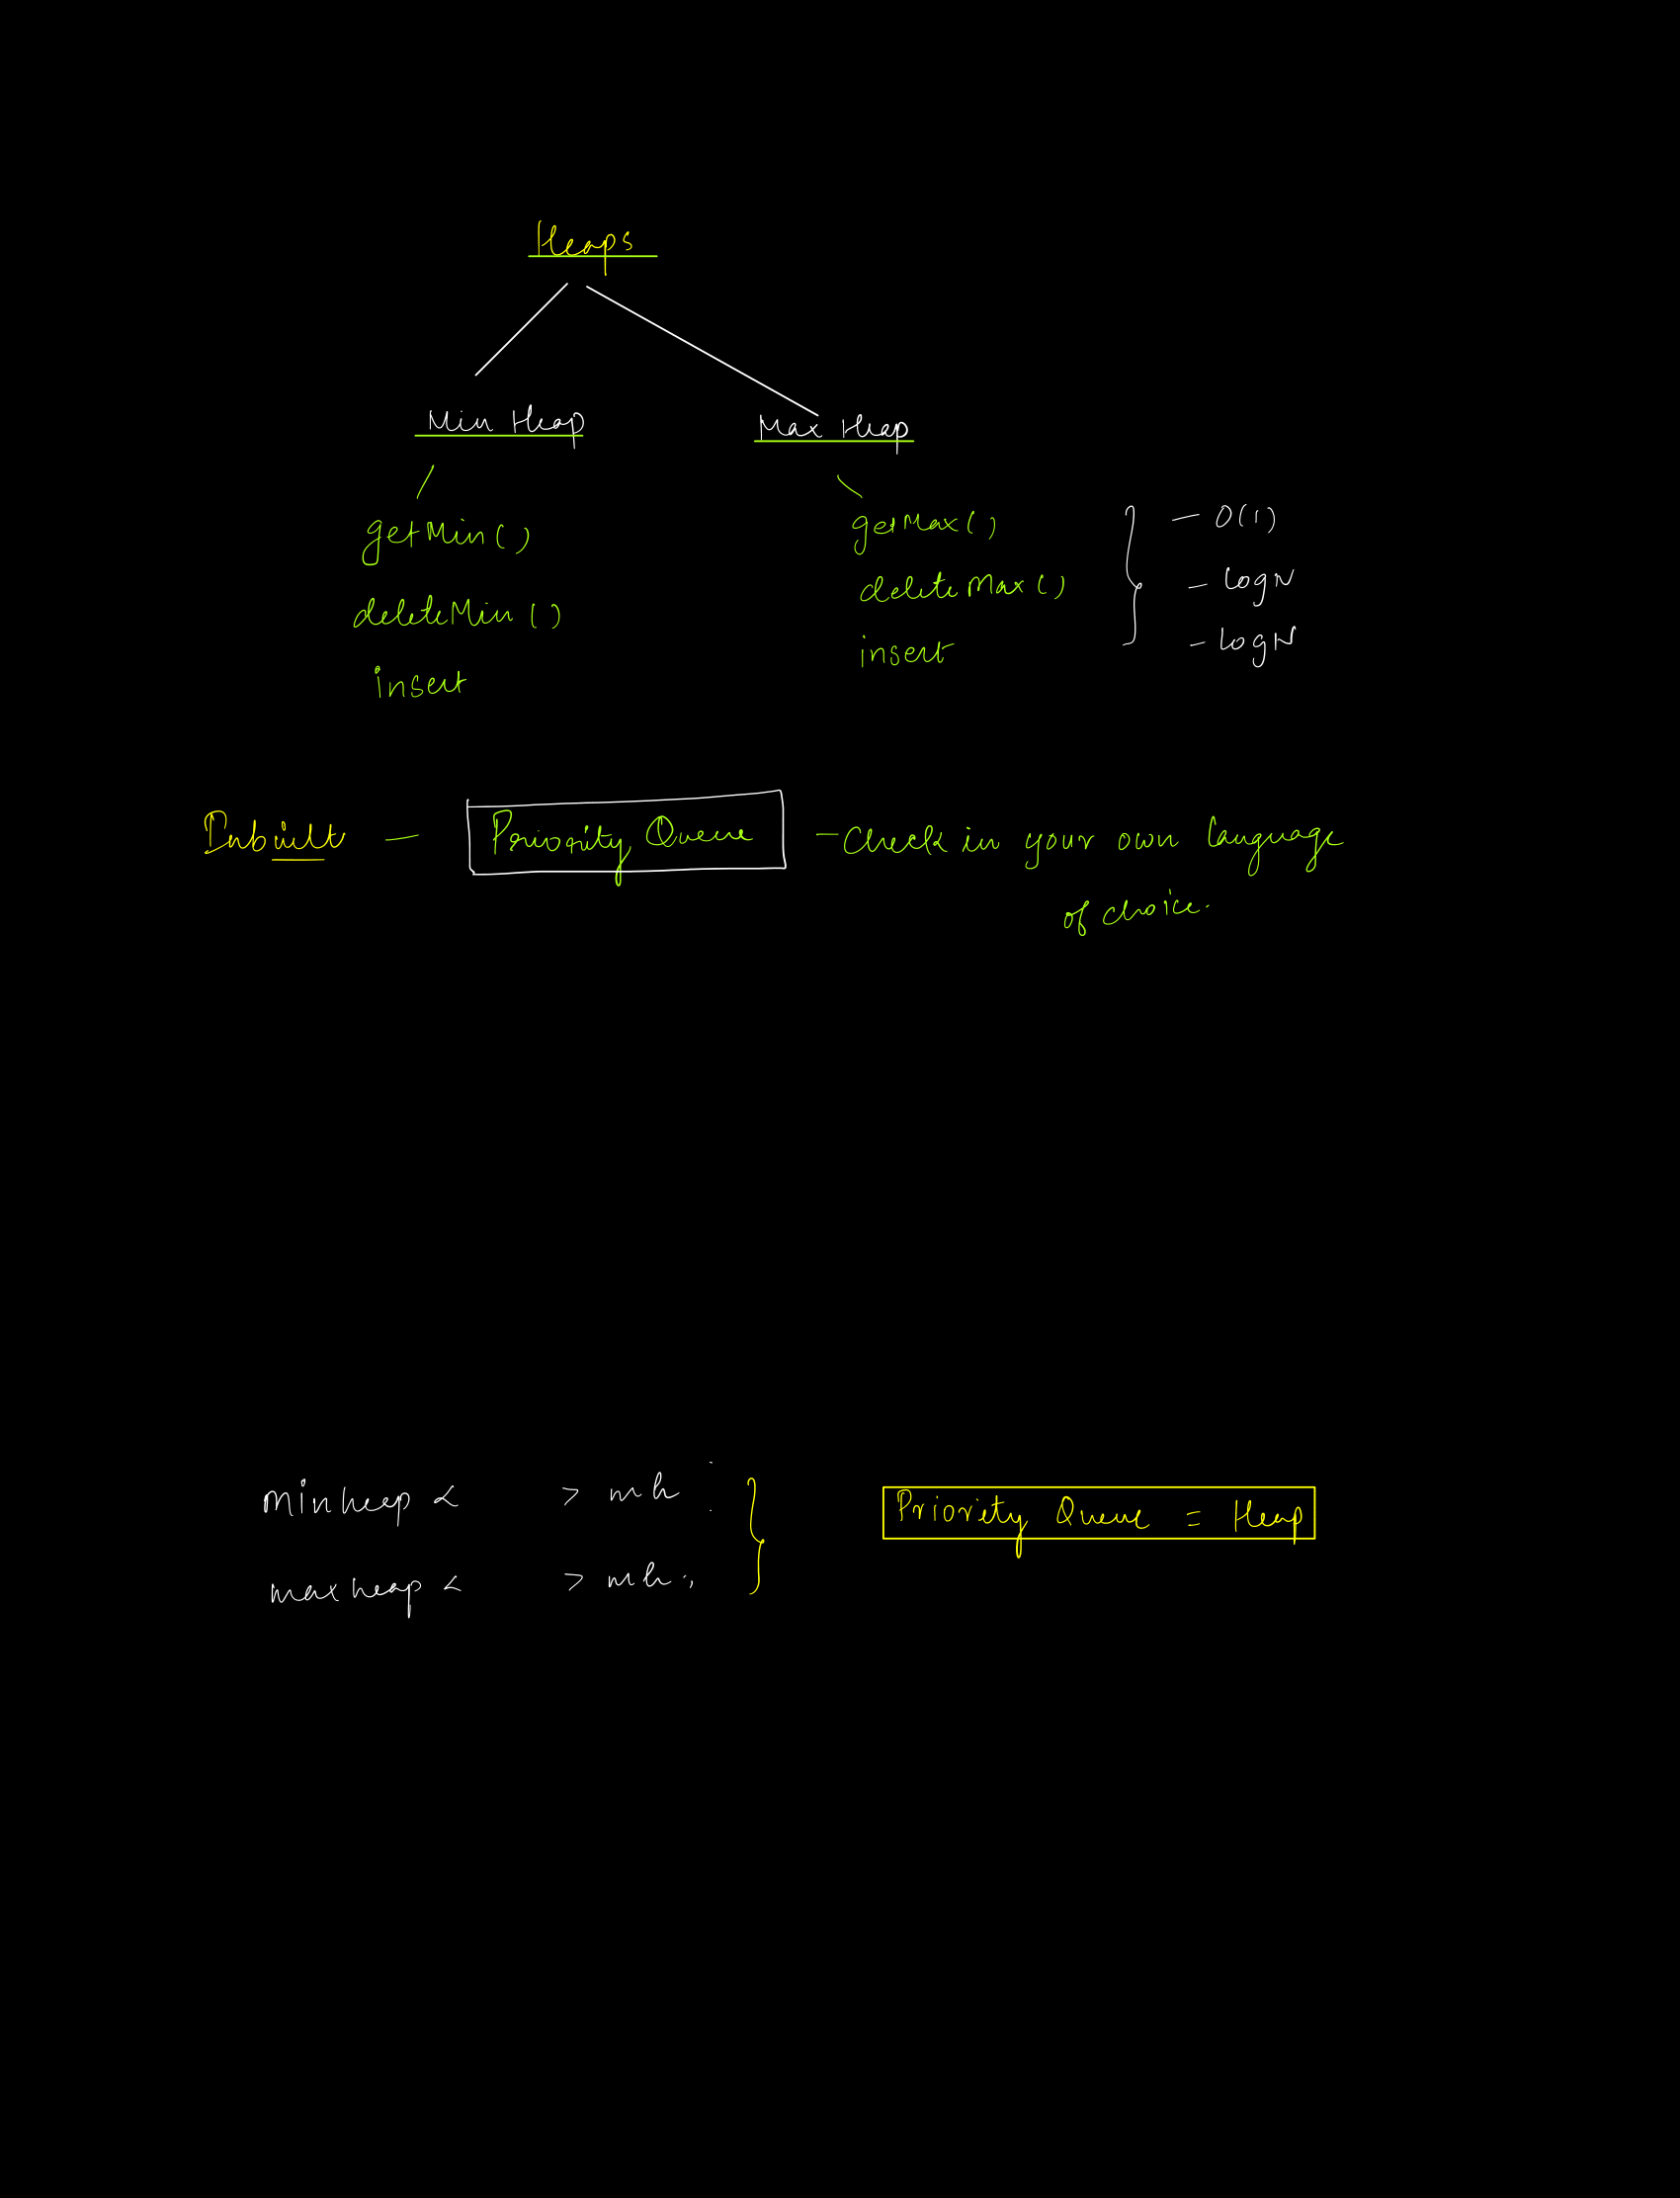 Heaps
Min Heap Max Heap
getMin() getMax() - O(1)
deleteMin() deleteMax() - logN
insert insert - logN
Inbuilt - Priority Queue - Check in your own language
of choice.
minheap < > mh : Priority Queue = Heap
maxheap < > mh ;